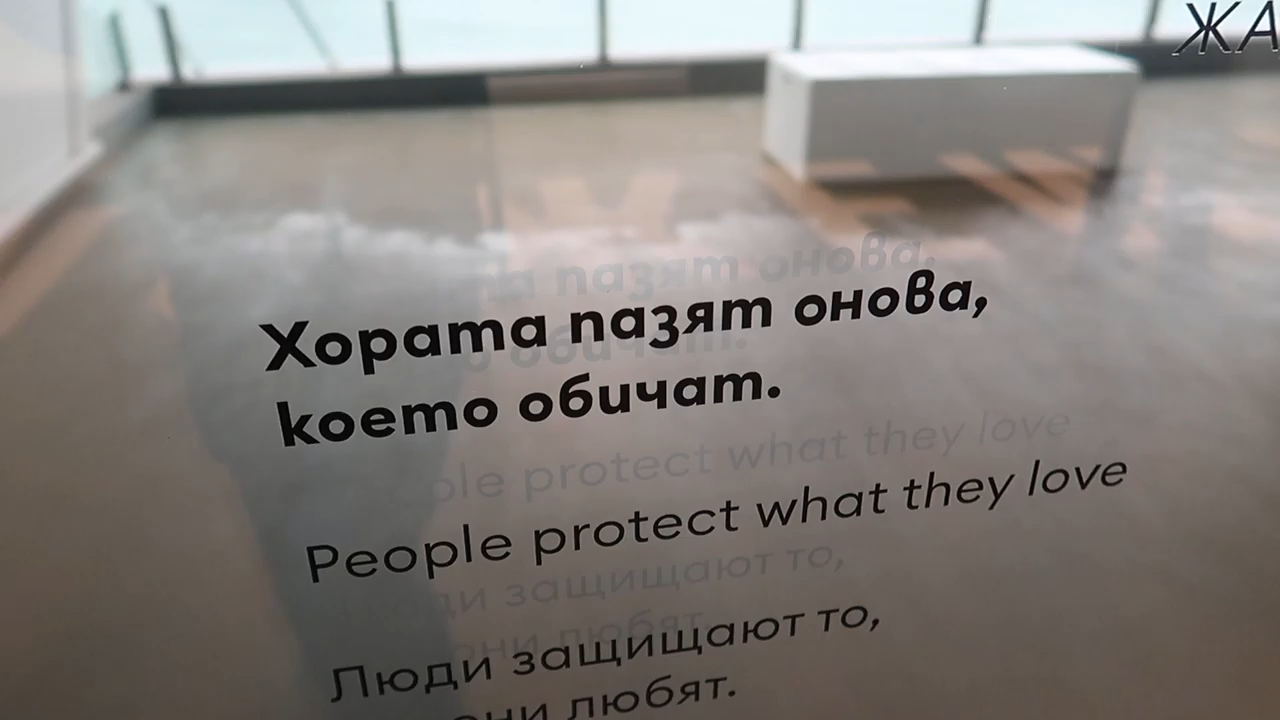 ЖА
Хората пазят онова,
което обичат.
People protect what they love
Люди защищают то,
они любят.